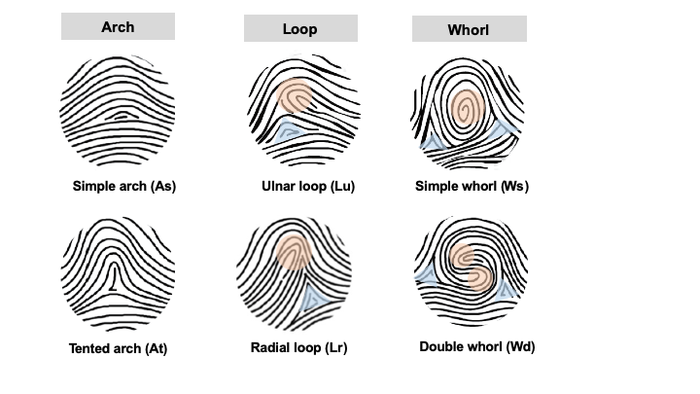 Arch
Loop
Whorl
Simple arch (As)
Ulnar loop (Lu)
Simple whorl (Ws)
Tented arch (At)
Radial loop (Lr)
Double whorl (Wd)